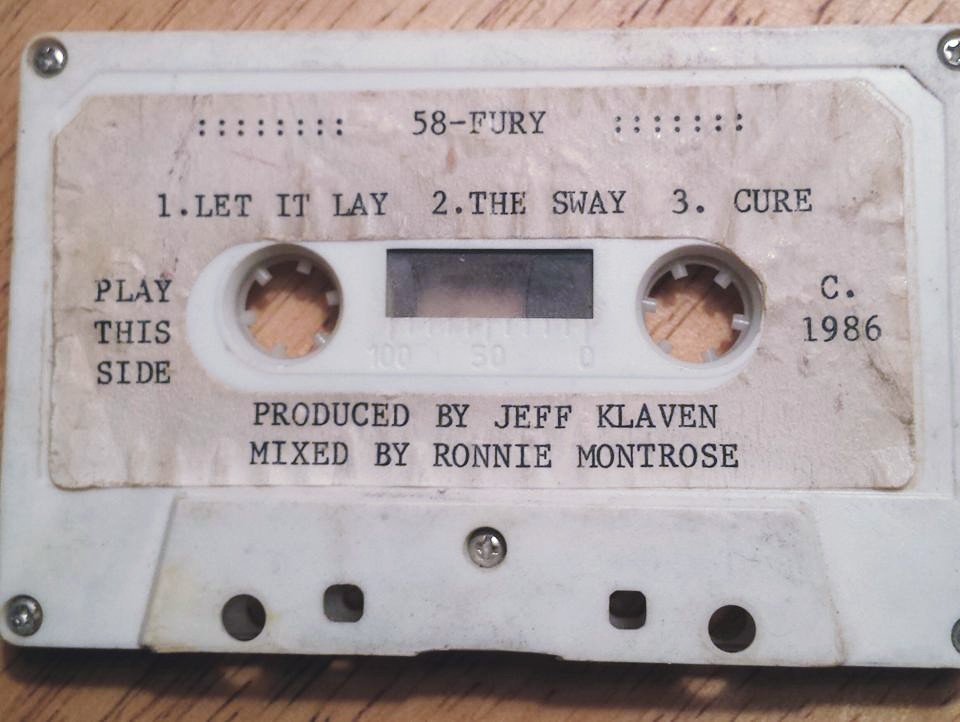 :::::::: 58-FURY :::::::
1.LET IT LAY 2.THE SWAY 3. CURE
PLAY
THIS
SIDE
C.
1986
100 50 0
PRODUCED BY JEFF KLAVEN
MIXED BY RONNIE MONTROSE